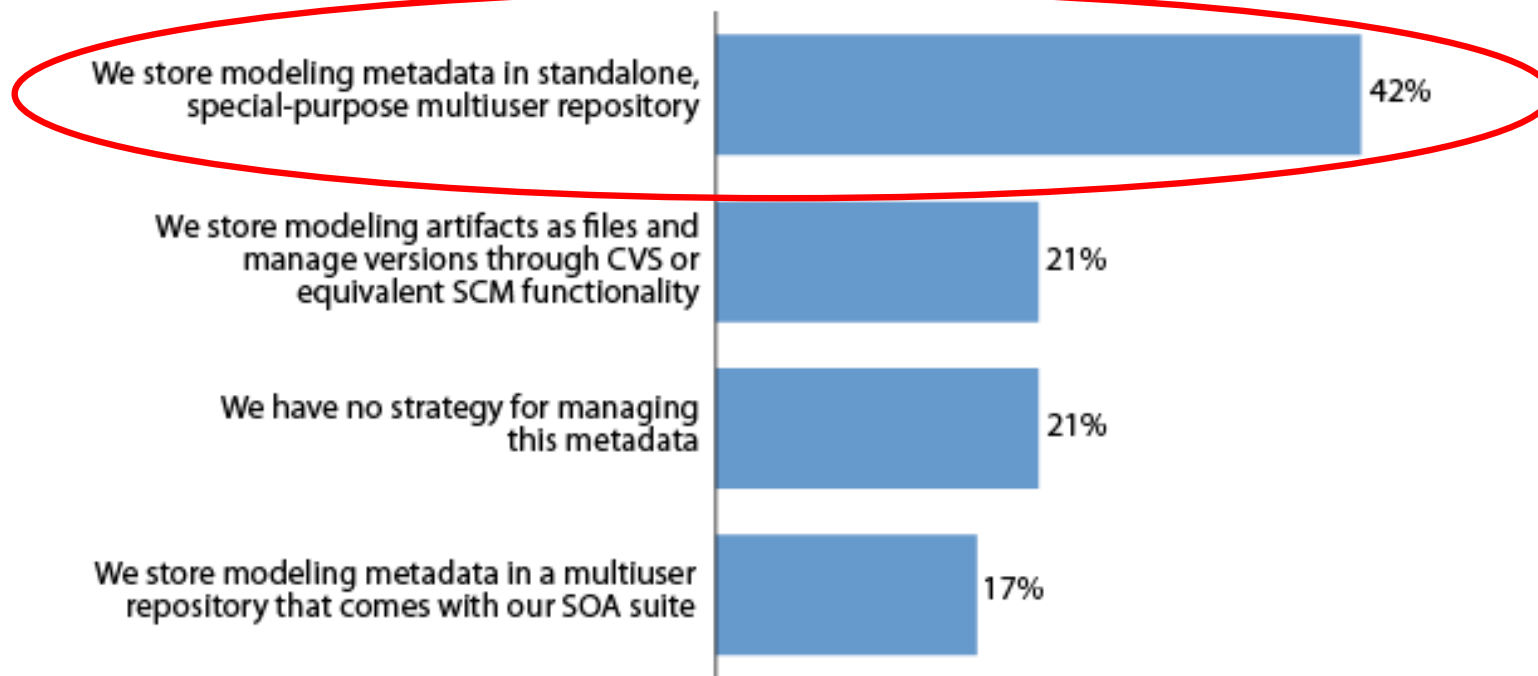 We store modeling metadata in standalone,
special-purpose multiuser repository
42%
We store modeling artifacts as files and
manage versions through CVS or
equivalent SCM functionality
21%
We have no strategy for managing
this metadata
21%
We store modeling metadata in a multiuser
repository that comes with our SOA suite
17%